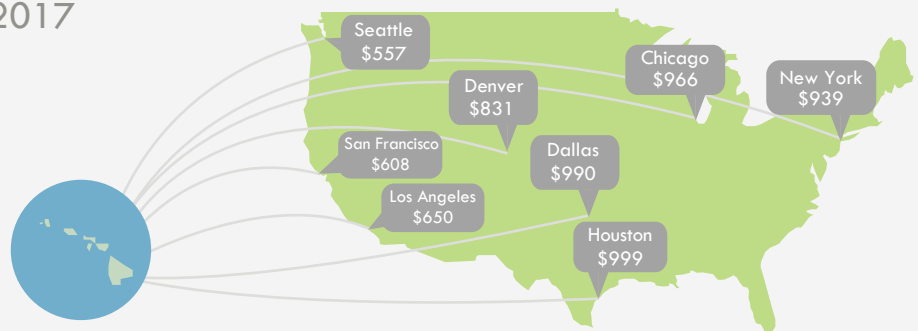 2017
Seattle
$557
Chicago
$966
New York
$939
Denver
$831
San Francisco
$608
Dallas
$990
Los Angeles
$650
Houston
$999